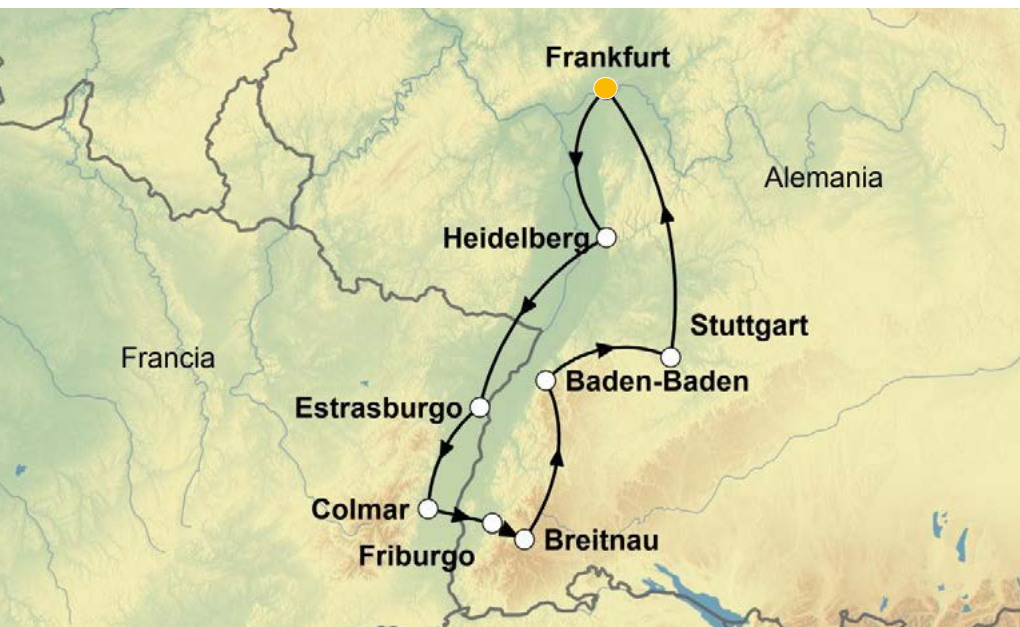 Frankfurt
Alemania
Heidelberg
Stuttgart
Francia
Baden-Baden
Estrasburgo
Colmar
Breitnau
Friburgo